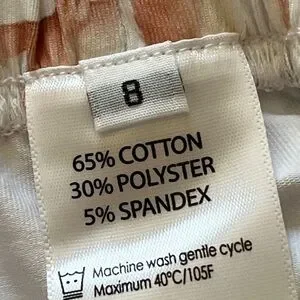 8
65% COTTON
30% POLYSTER
5% SPANDEX
Machine wash gentle cycle
Maximum 40°C/105F